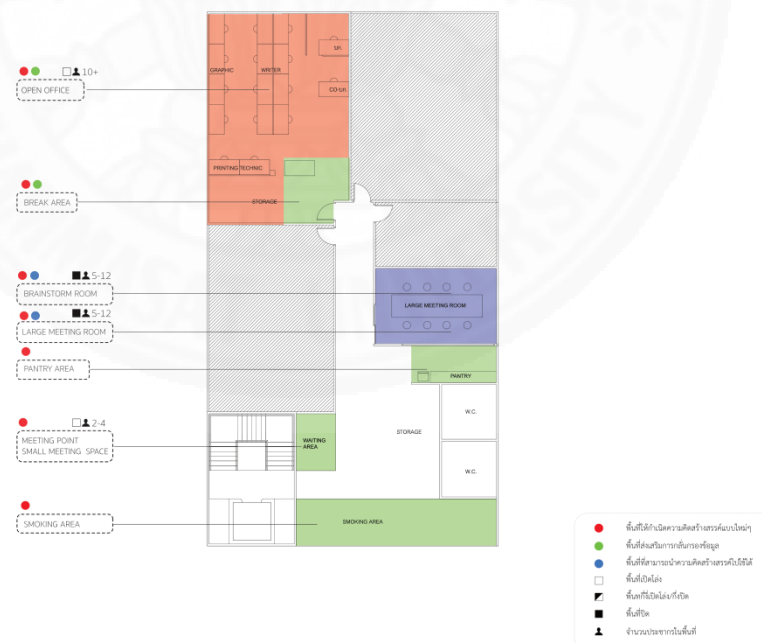 10+
OPEN OFFICE
BREAK AREA
5-12
BRAINSTORM ROOM
5-12
LARGE MEETING ROOM
PANTRY AREA
2-4
MEETING POINT
SMALL MEETING SPACE
SMOKING AREA
GRAPHIC
WRITER
PRINTING TECHNIC
STORAGE
LARGE MEETING ROOM
PANTRY
W.C.
STORAGE
WAITING
AREA
W.C.
SMOKING AREA
พื้นที่ให้กำเนิดความคิดสร้างสรรค์แบบใหม่ๆ
พื้นที่ส่งเสริมการกลั่นกรองข้อมูล
พื้นที่ที่สามารถนำความคิดสร้างสรรค์ไปใช้ได้
พื้นที่เปิดโล่ง
พื้นที่กึ่งเปิดโล่ง/กึ่งปิด
พื้นที่ปิด
จำนวนประชากรในพื้นที่